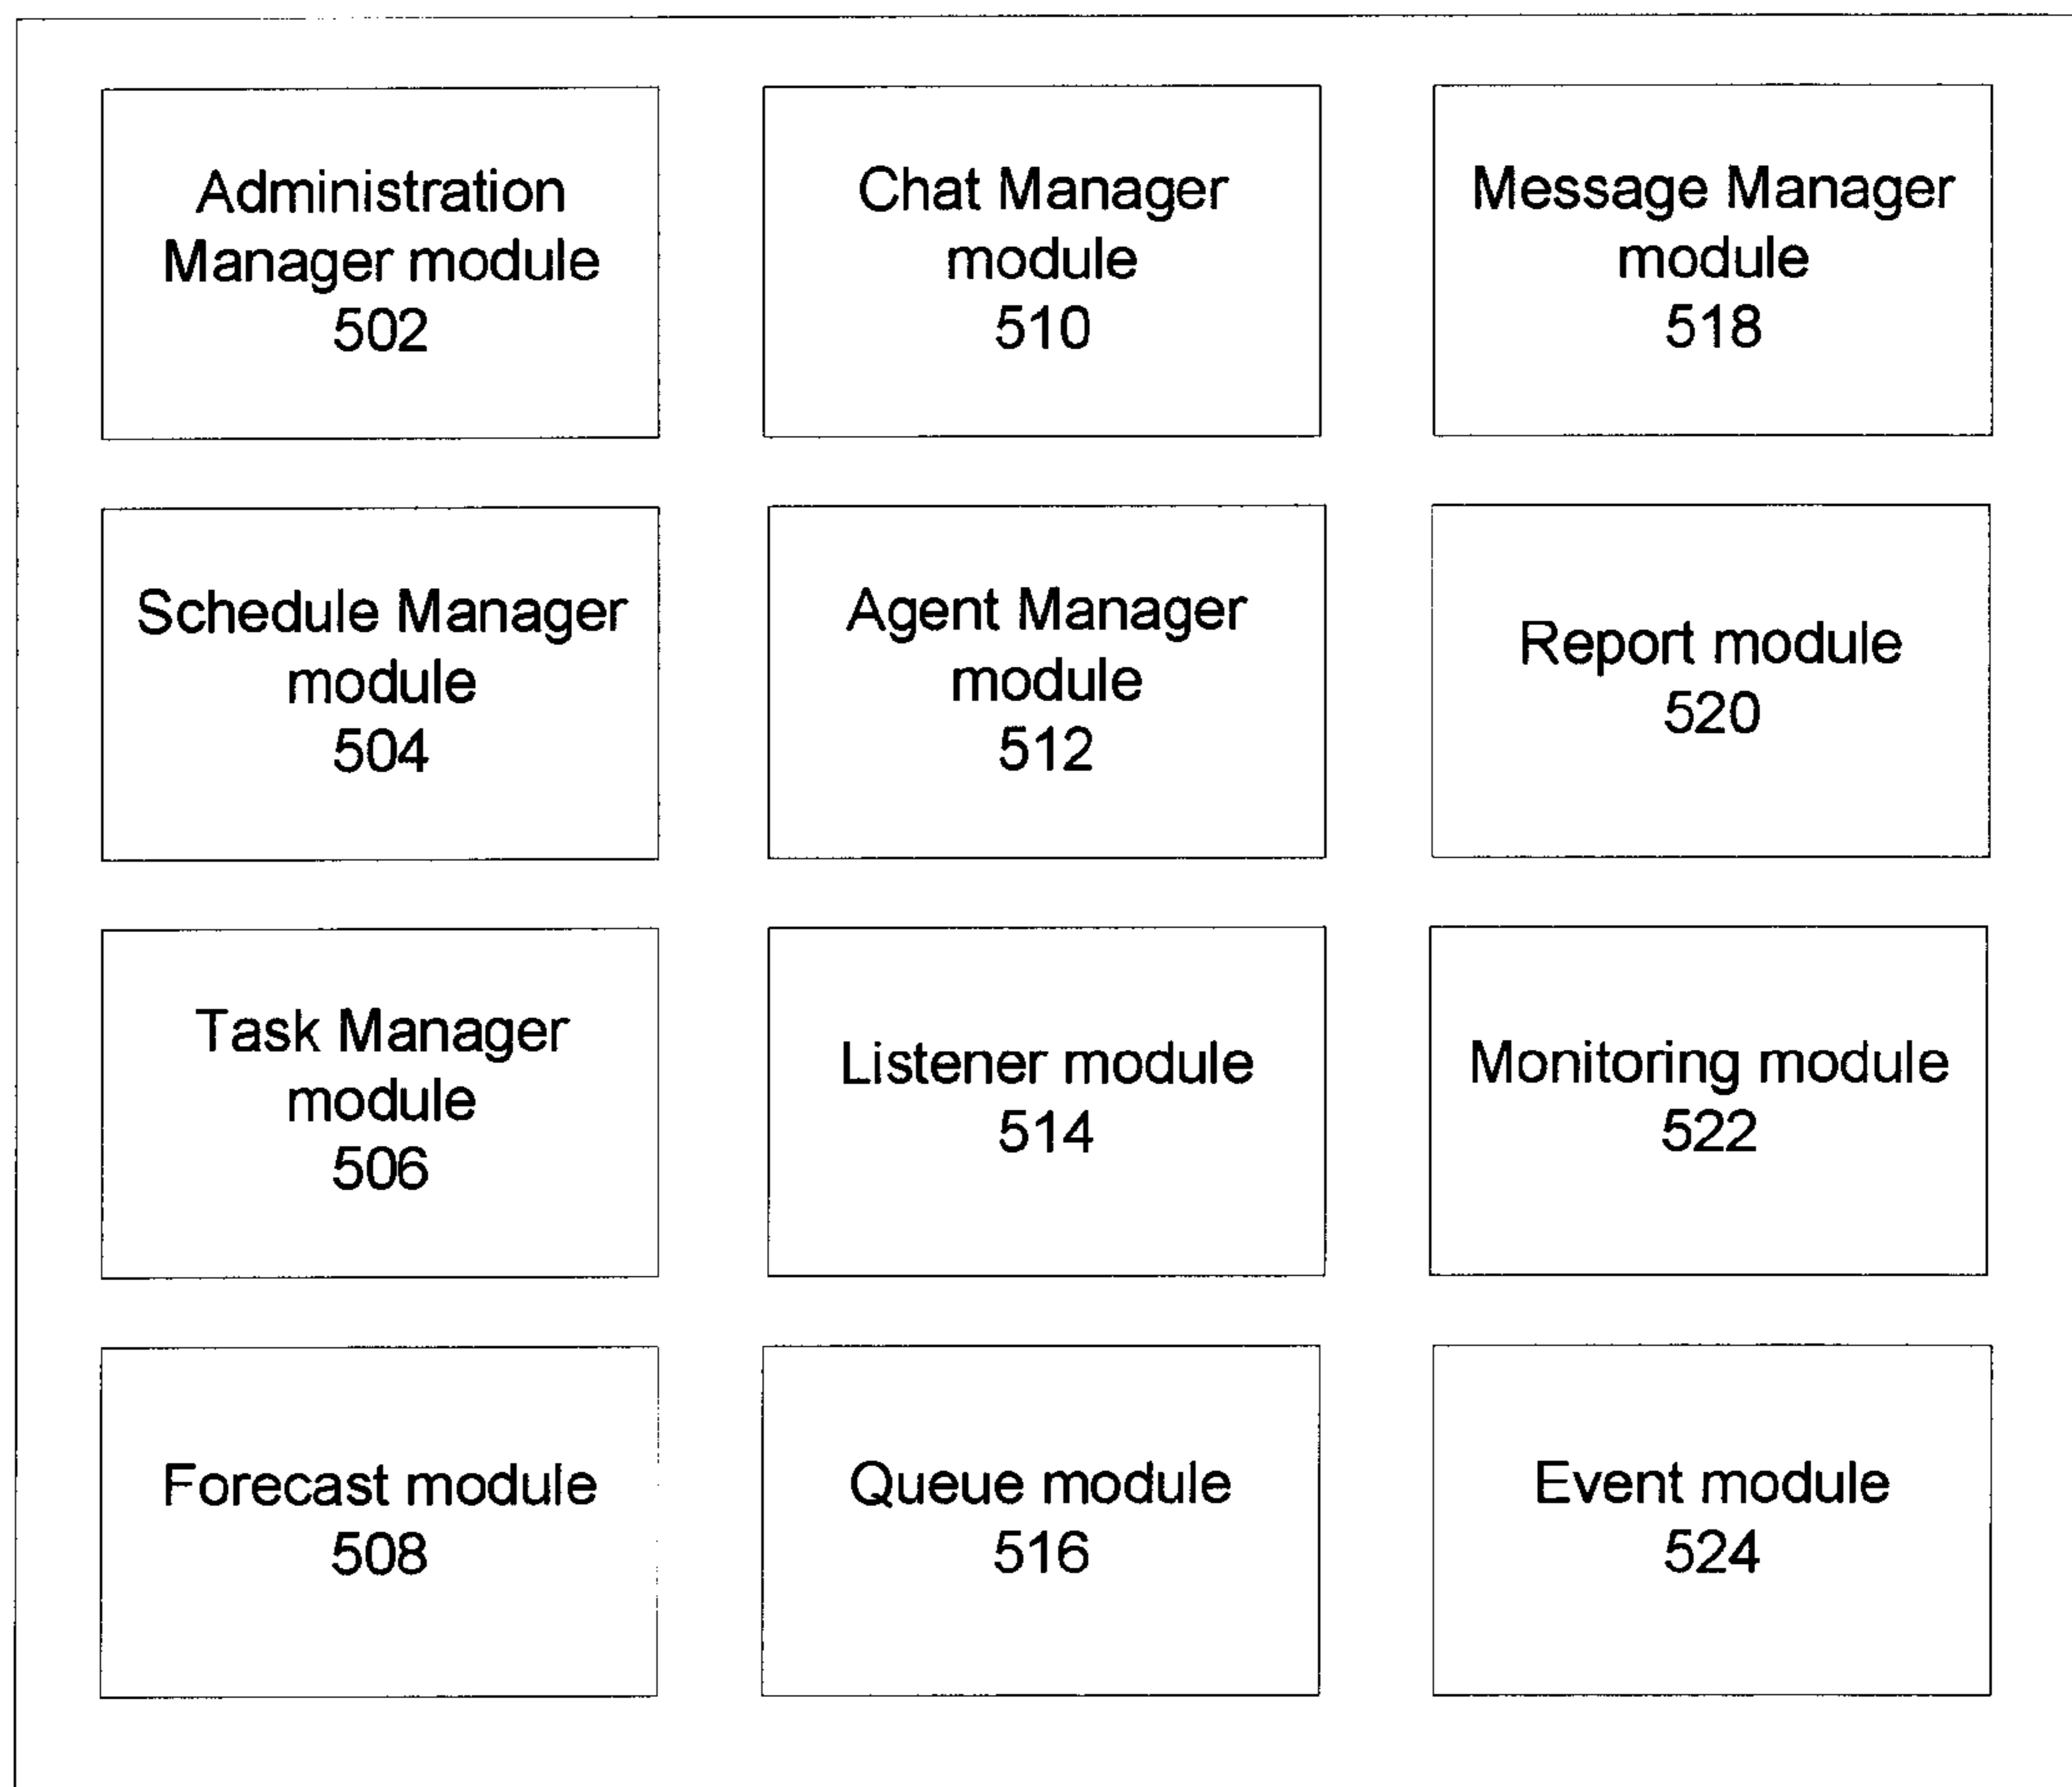 Administration
Manager module
502
Chat Manager
module
510
Message Manager
module
518
Schedule Manager
module
504
Agent Manager
module
512
Report module
520
Task Manager
module
506
Listener module
514
Monitoring module
522
Forecast module
508
Queue module
516
Event module
524